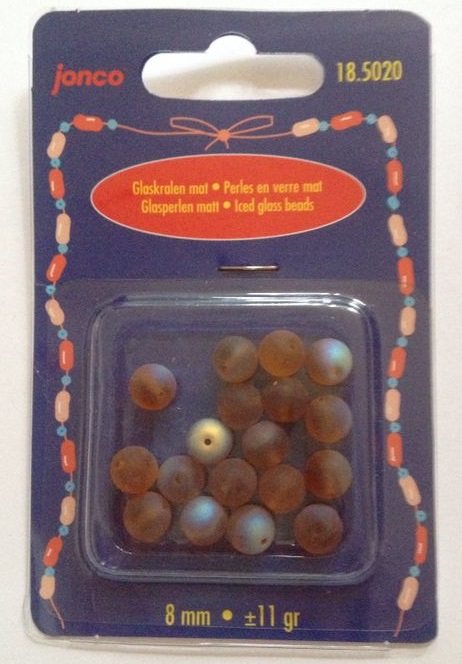 jonco
18.5020
Glaskralen mat • Perles en verre mat
Glasperlen matt • Iced glass beads
8 mm • ±11 gr